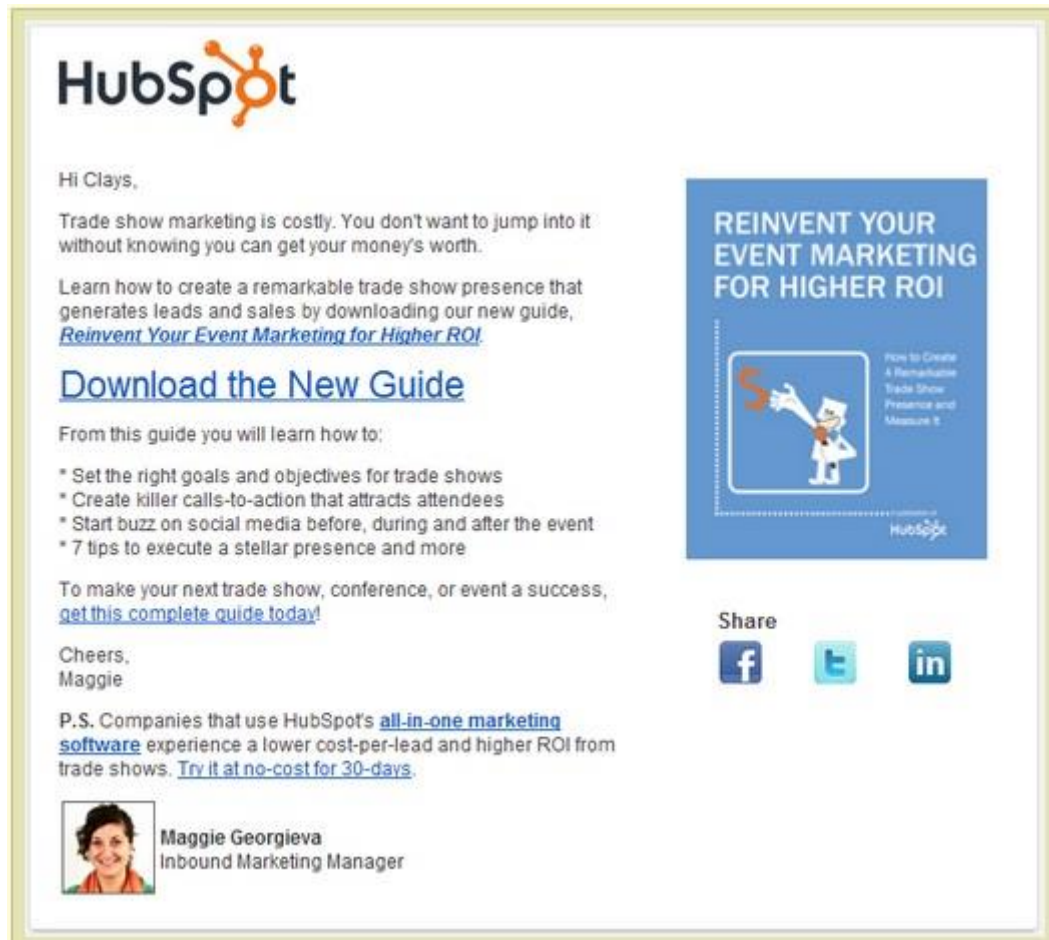 HubSpot
Hi Clays,
Trade show marketing is costly. You don't want to jump into it
without knowing you can get your money's worth.
Learn how to create a remarkable trade show presence that
generates leads and sales by downloading our new guide,
Reinvent Your Event Marketing for Higher ROI.
Download the New Guide
From this guide you will learn how to:
* Set the right goals and objectives for trade shows
* Create killer calls-to-action that attracts attendees
* Start buzz on social media before, during and after the event
* 7 tips to execute a stellar presence and more
To make your next trade show, conference, or event a success,
get this complete guide today!
Cheers,
Maggie
P.S. Companies that use HubSpot's all-in-one marketing
software experience a lower cost-per-lead and higher ROI from
trade shows. Try it at no-cost for 30-days.
Maggie Georgieva
Inbound Marketing Manager
REINVENT YOUR
EVENT MARKETING
FOR HIGHER ROI
How to Create
A Remarkable
Trade Show
Presence and
Measure It
HubSpot
Share
f
t
in